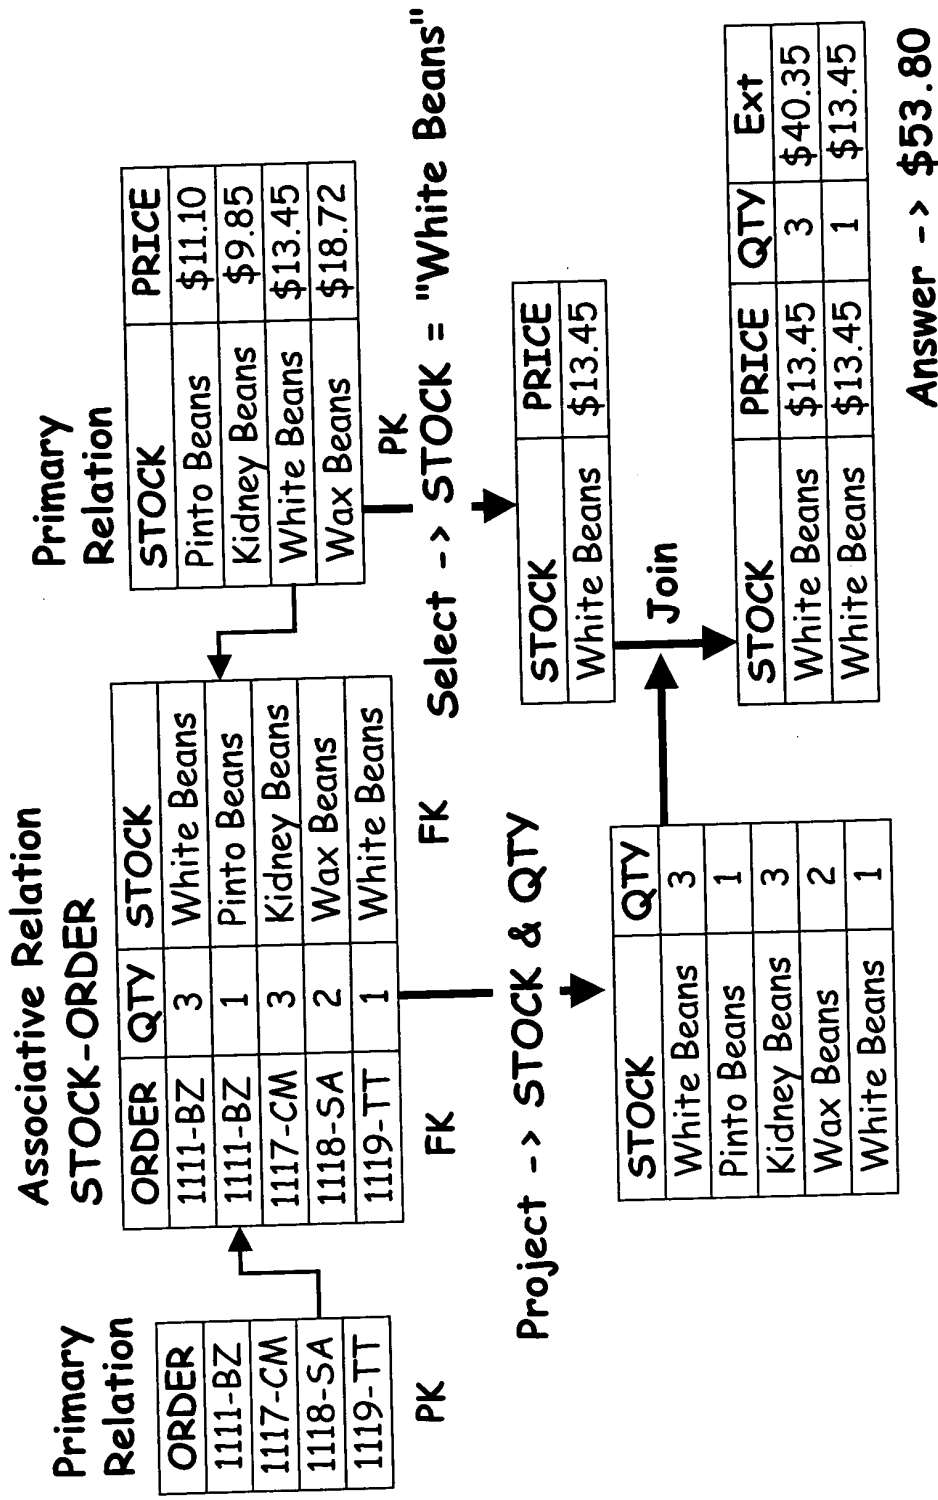 Associative Relation
STOCK-ORDER
Primary
Relation
Primary
Relation
ORDER
1111-BZ
1117-CM
1118-SA
1119-TT
PK
ORDER QTY STOCK
1111-BZ 3 White Beans
1111-BZ 1 Pinto Beans
1117-CM 3 Kidney Beans
1118-SA 2 Wax Beans
1119-TT 1 White Beans
FK FK
STOCK PRICE
Pinto Beans $11.10
Kidney Beans $9.85
White Beans $13.45
Wax Beans $18.72
PK
Select -> STOCK = "White Beans"
Project -> STOCK & QTY
STOCK PRICE
White Beans $13.45
Join
STOCK QTY
White Beans 3
Pinto Beans 1
Kidney Beans 3
Wax Beans 2
White Beans 1
STOCK PRICE QTY Ext
White Beans $13.45 3 $40.35
White Beans $13.45 1 $13.45
Answer -> $53.80